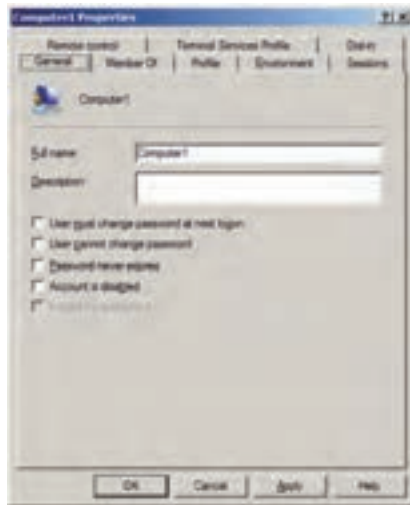 Computer1 Properties
Remote control Terminal Services Profile Dial-in
General Member Of Profile Environment Sessions
Computer1
Full name: Computer1
Description:
User must change password at next logon
User cannot change password
Password never expires
Account is disabled
OK Cancel Apply Help